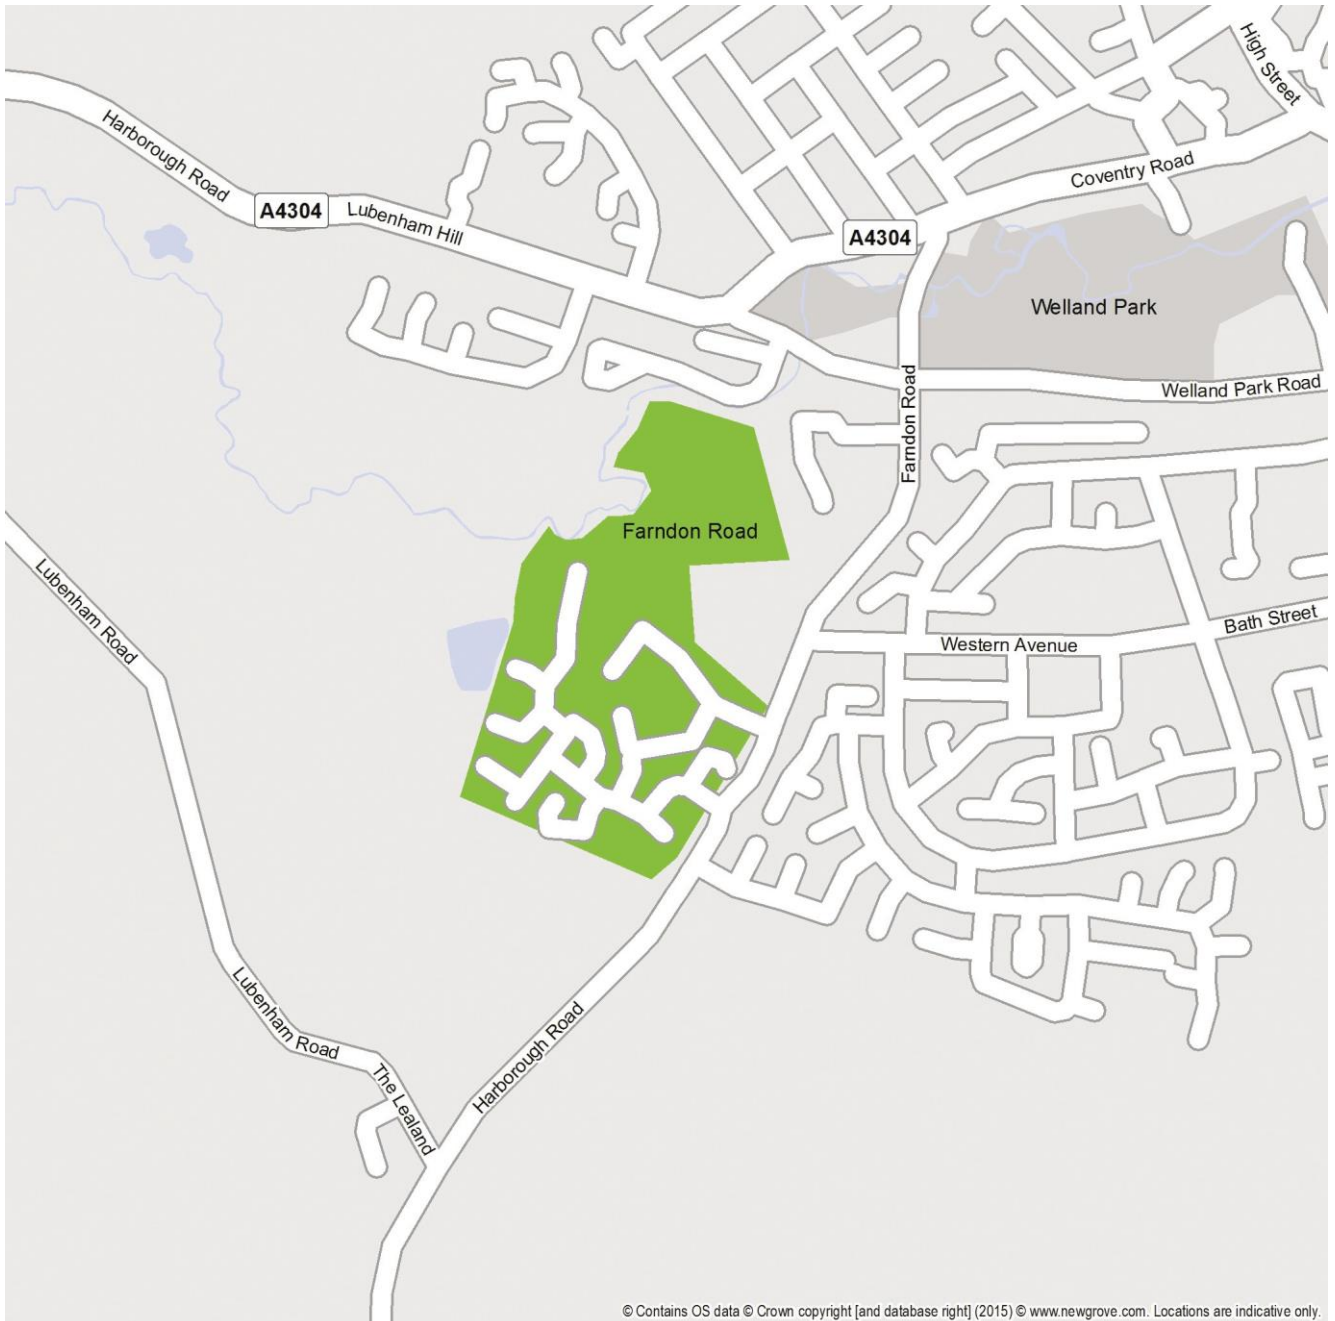 High Street
Harborough Road
Coventry Road
A4304
Lubenham Hill
A4304
Welland Park
Farndon Road
Welland Park Road
Farndon Road
Lubenham Road
Bath Street
Western Avenue
Lubenham Road
Harborough Road
The Lealand
© Contains OS data © Crown copyright [and database right] (2015) © www.newgrove.com. Locations are indicative only.